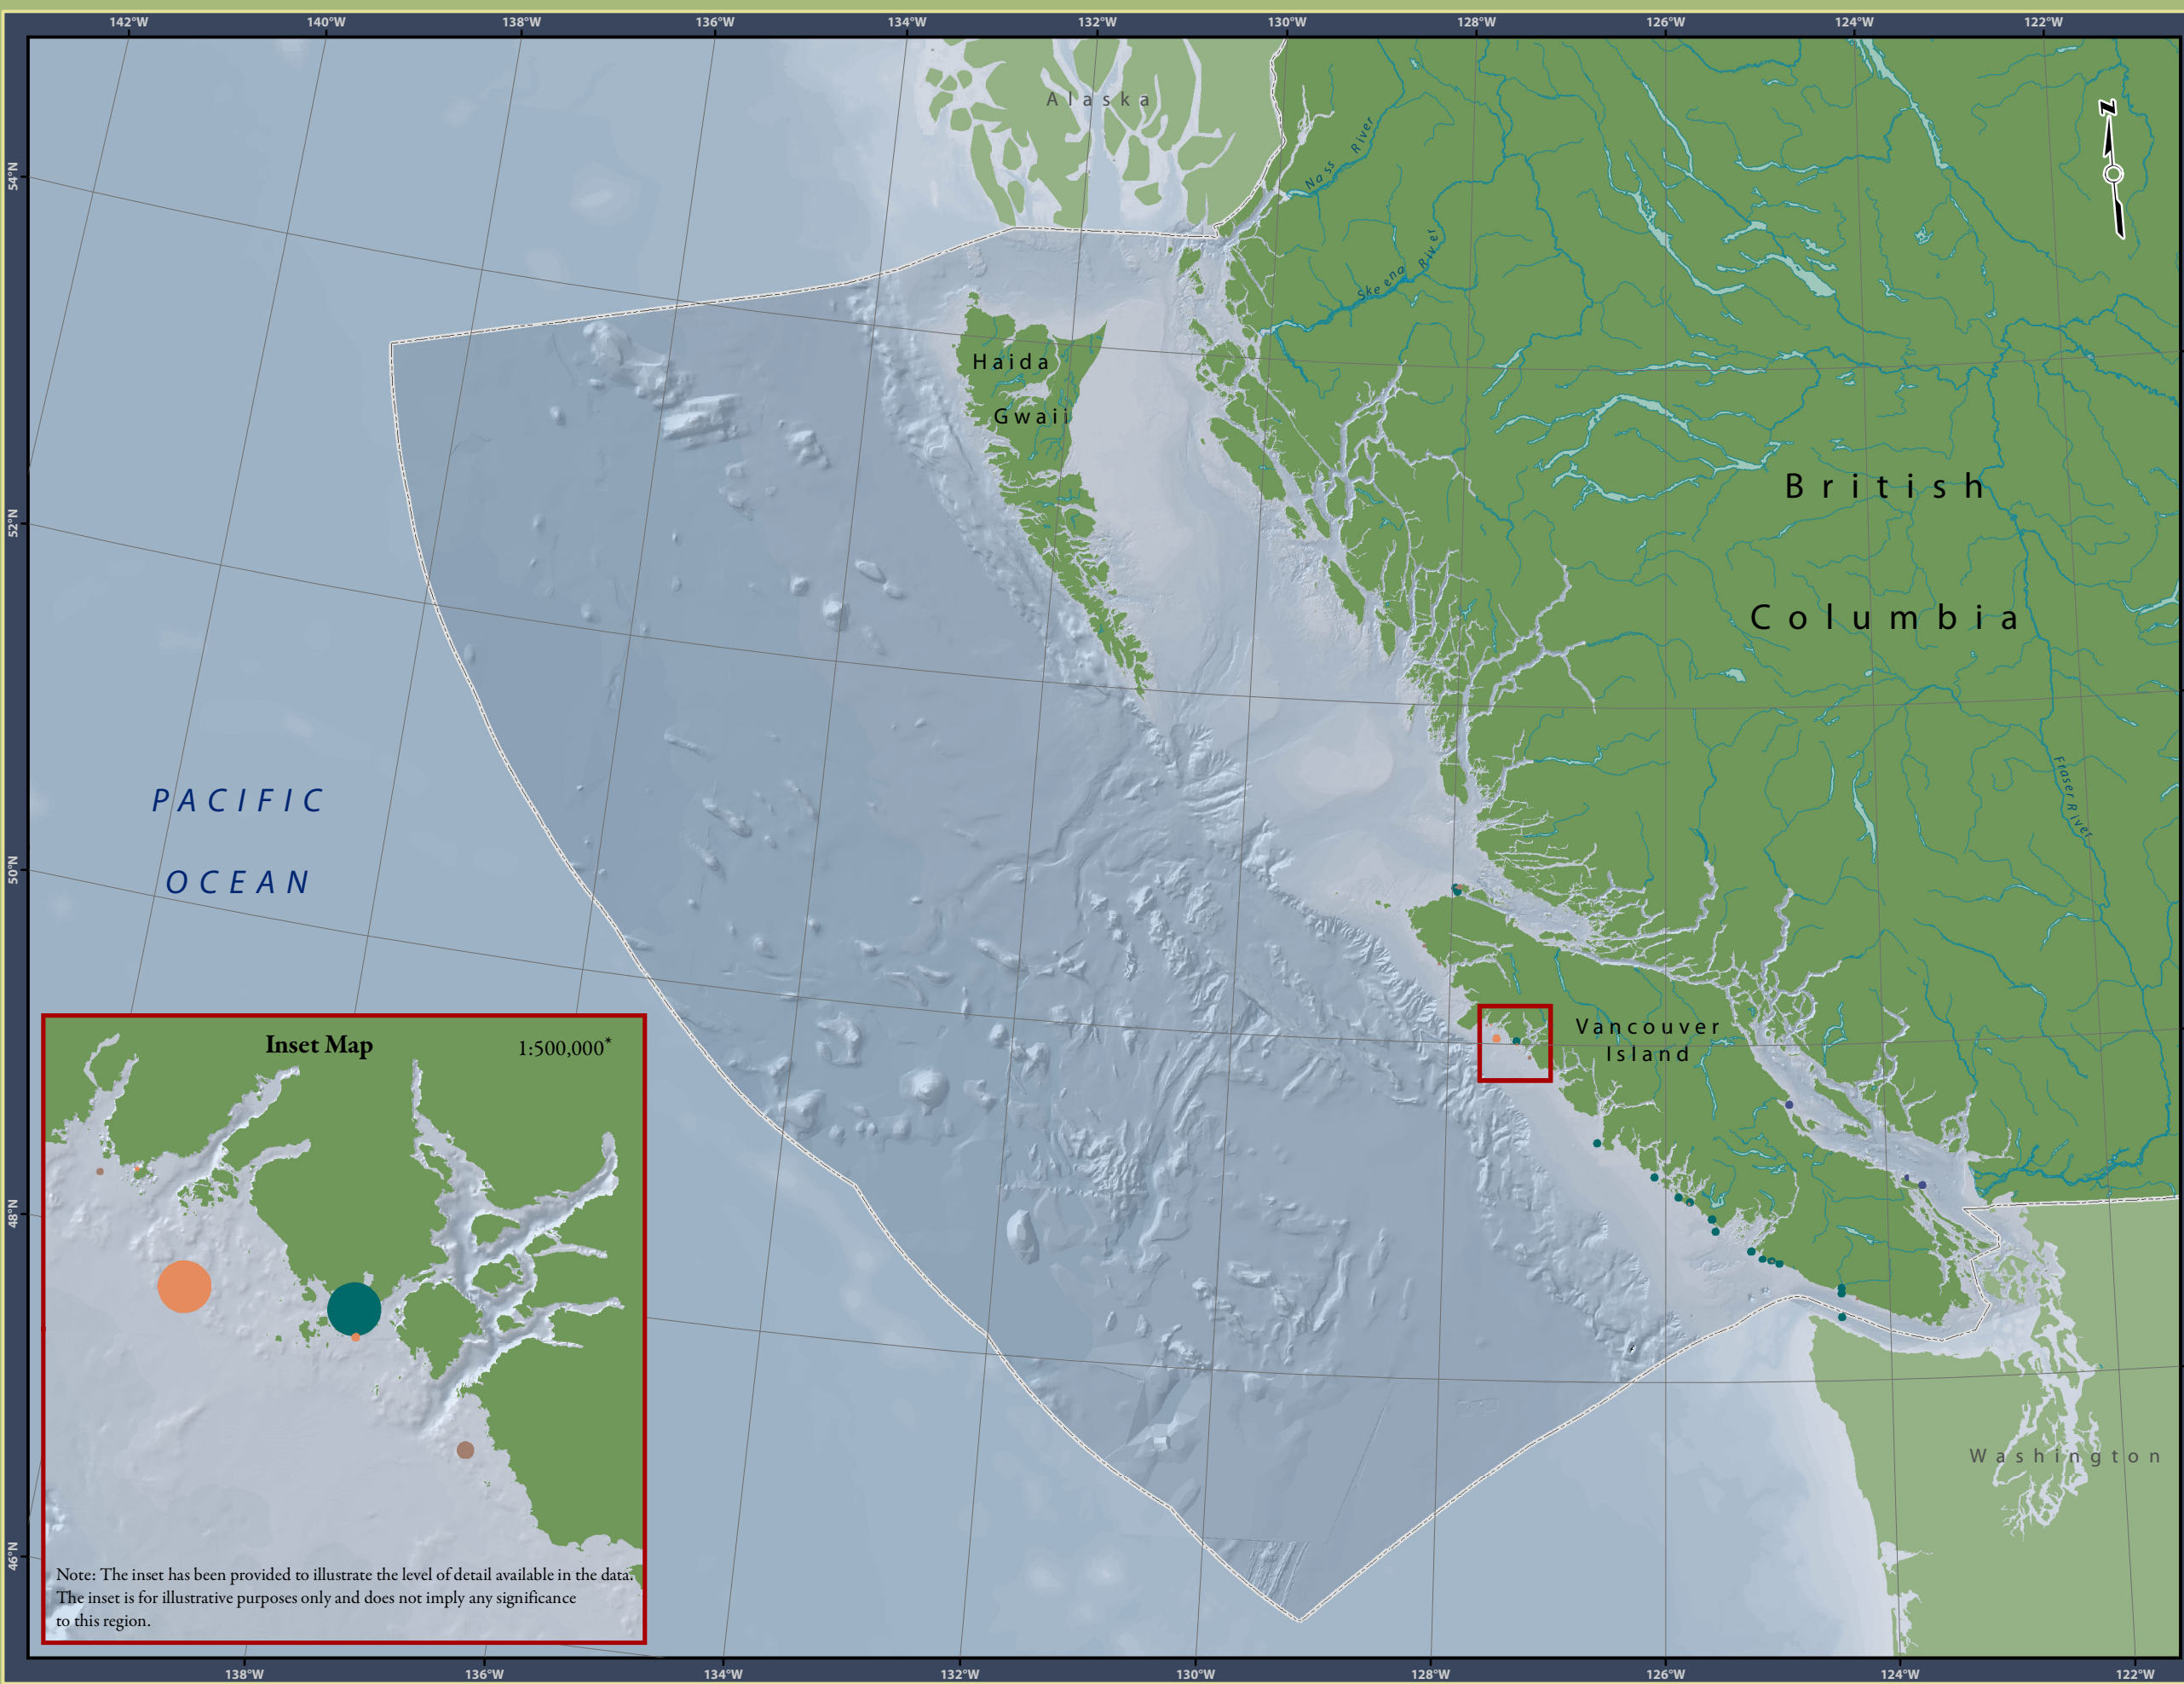 142°W 140°W 138°W 136°W 134°W 132°W 130°W 128°W 126°W 124°W 122°W
Alaska
N
Nass River
54°N
Skeena River
Haida
Gwaii
British
52°N
Columbia
PACIFIC
Fraser River
OCEAN
50°N
Vancouver
Island
Inset Map
1:500,000*
48°N
Washington
46°N
Note: The inset has been provided to illustrate the level of detail available in the data.
The inset is for illustrative purposes only and does not imply any significance
to this region.
138°W 136°W 134°W 132°W 130°W 128°W 126°W 124°W 122°W